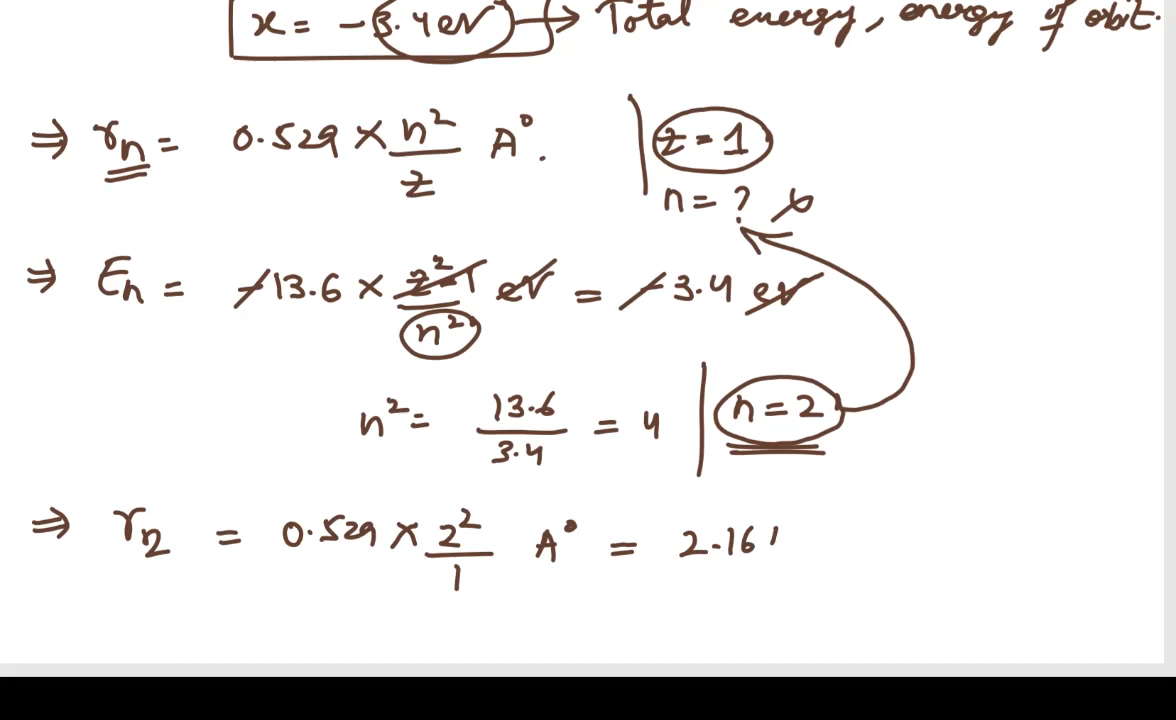 x = -3.4eV → Total energy, energy of orbit.
⇒ rn = 0.529 × n²/z A°. | z = 1
n = ?
⇒ En = -13.6 × z²/n² eV = -3.4 eV
n² = 13.6/3.4 = 4 | n = 2
⇒ r2 = 0.529 × 2²/1 A° = 2.16